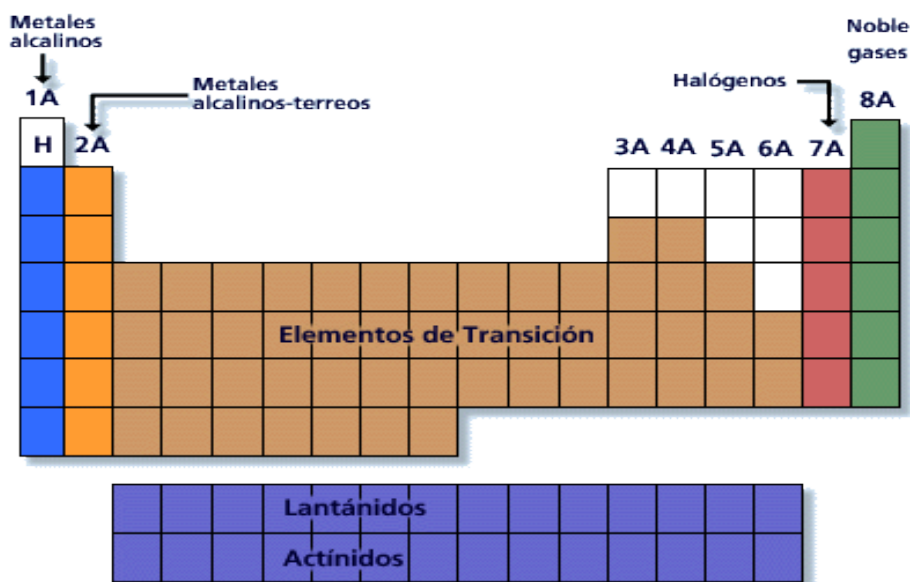 Metales
alcalinos
Noble
gases
Metales
alcalinos-terreos
Halógenos
1A
8A
H
2A
3A
4A
5A
6A
7A
Elementos de Transición
Lantánidos
Actínidos